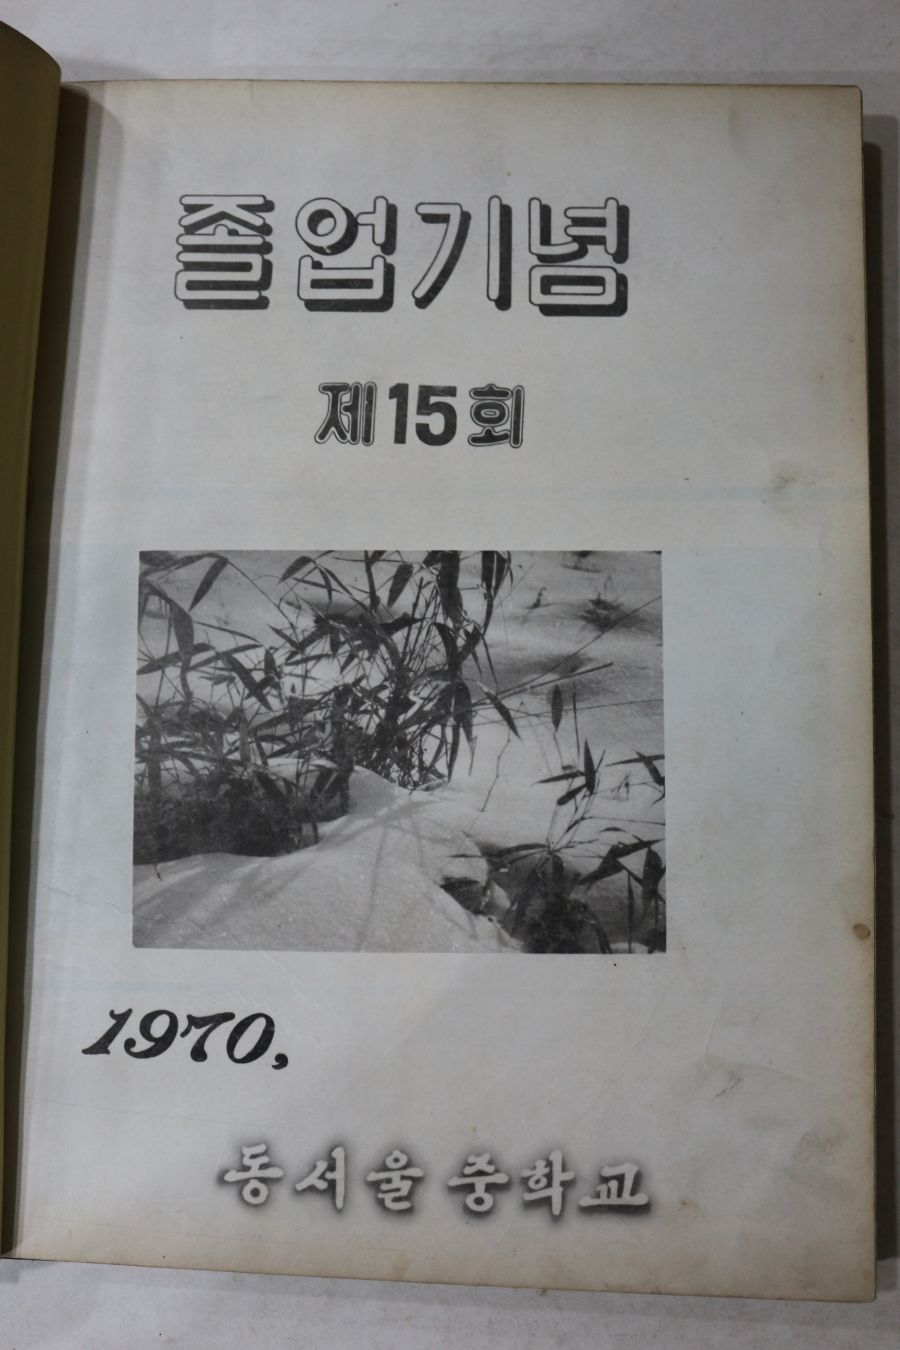 졸업기념
제15회
1970,
동서울 중학교